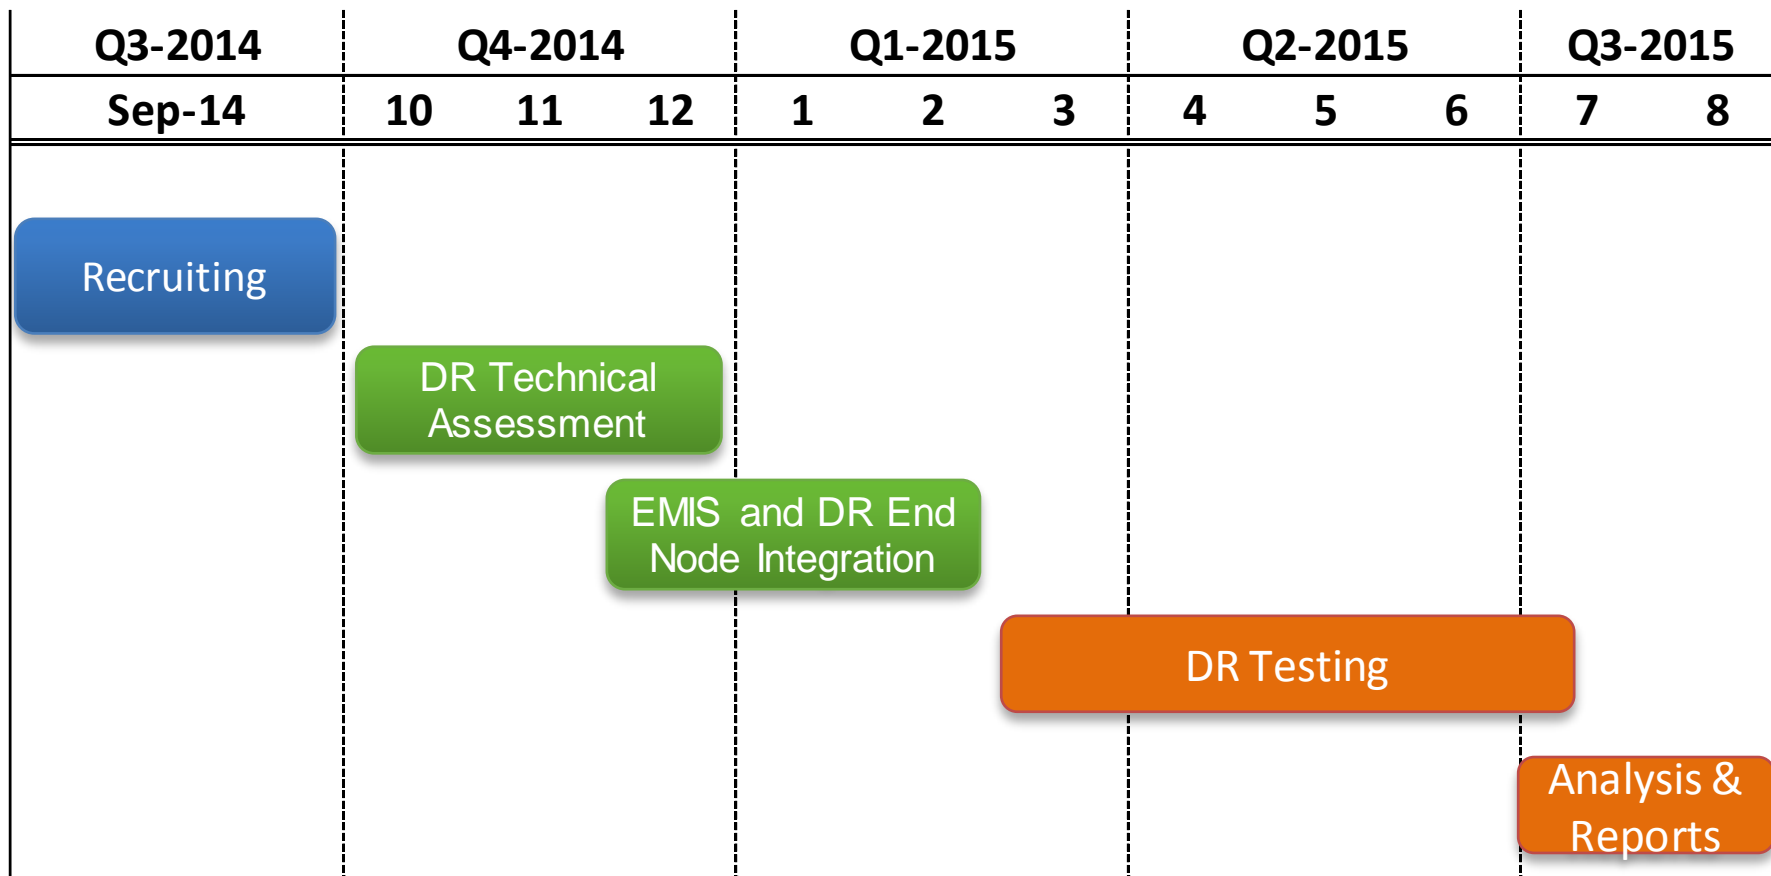 Q3-2014 Q4-2014 Q1-2015 Q2-2015 Q3-2015
Sep-14 10 11 12 1 2 3 4 5 6 7 8
Recruiting
DR Technical
Assessment
EMIS and DR End
Node Integration
DR Testing
Analysis &
Reports